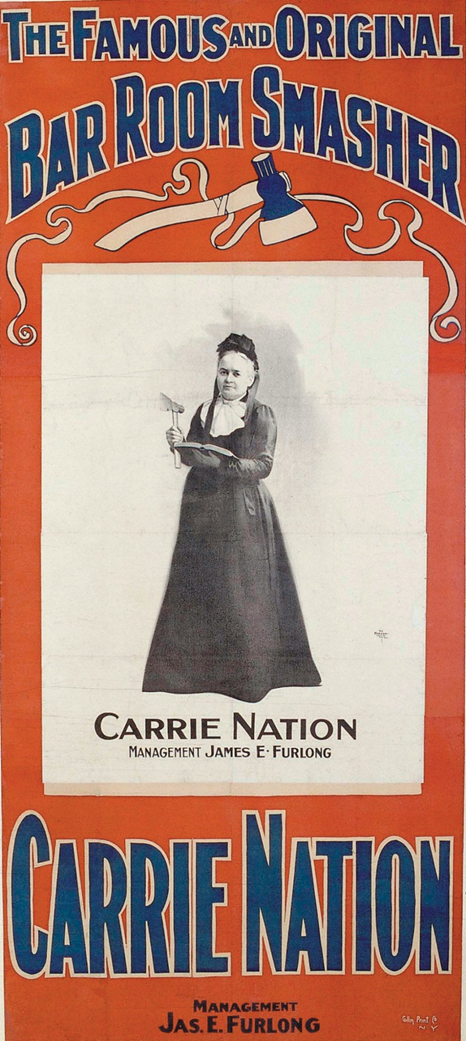 The Famous and Original
Bar Room Smasher
Carrie Nation
Management James E. Furlong
Carrie Nation
Management
Jas. E. Furlong
N Y